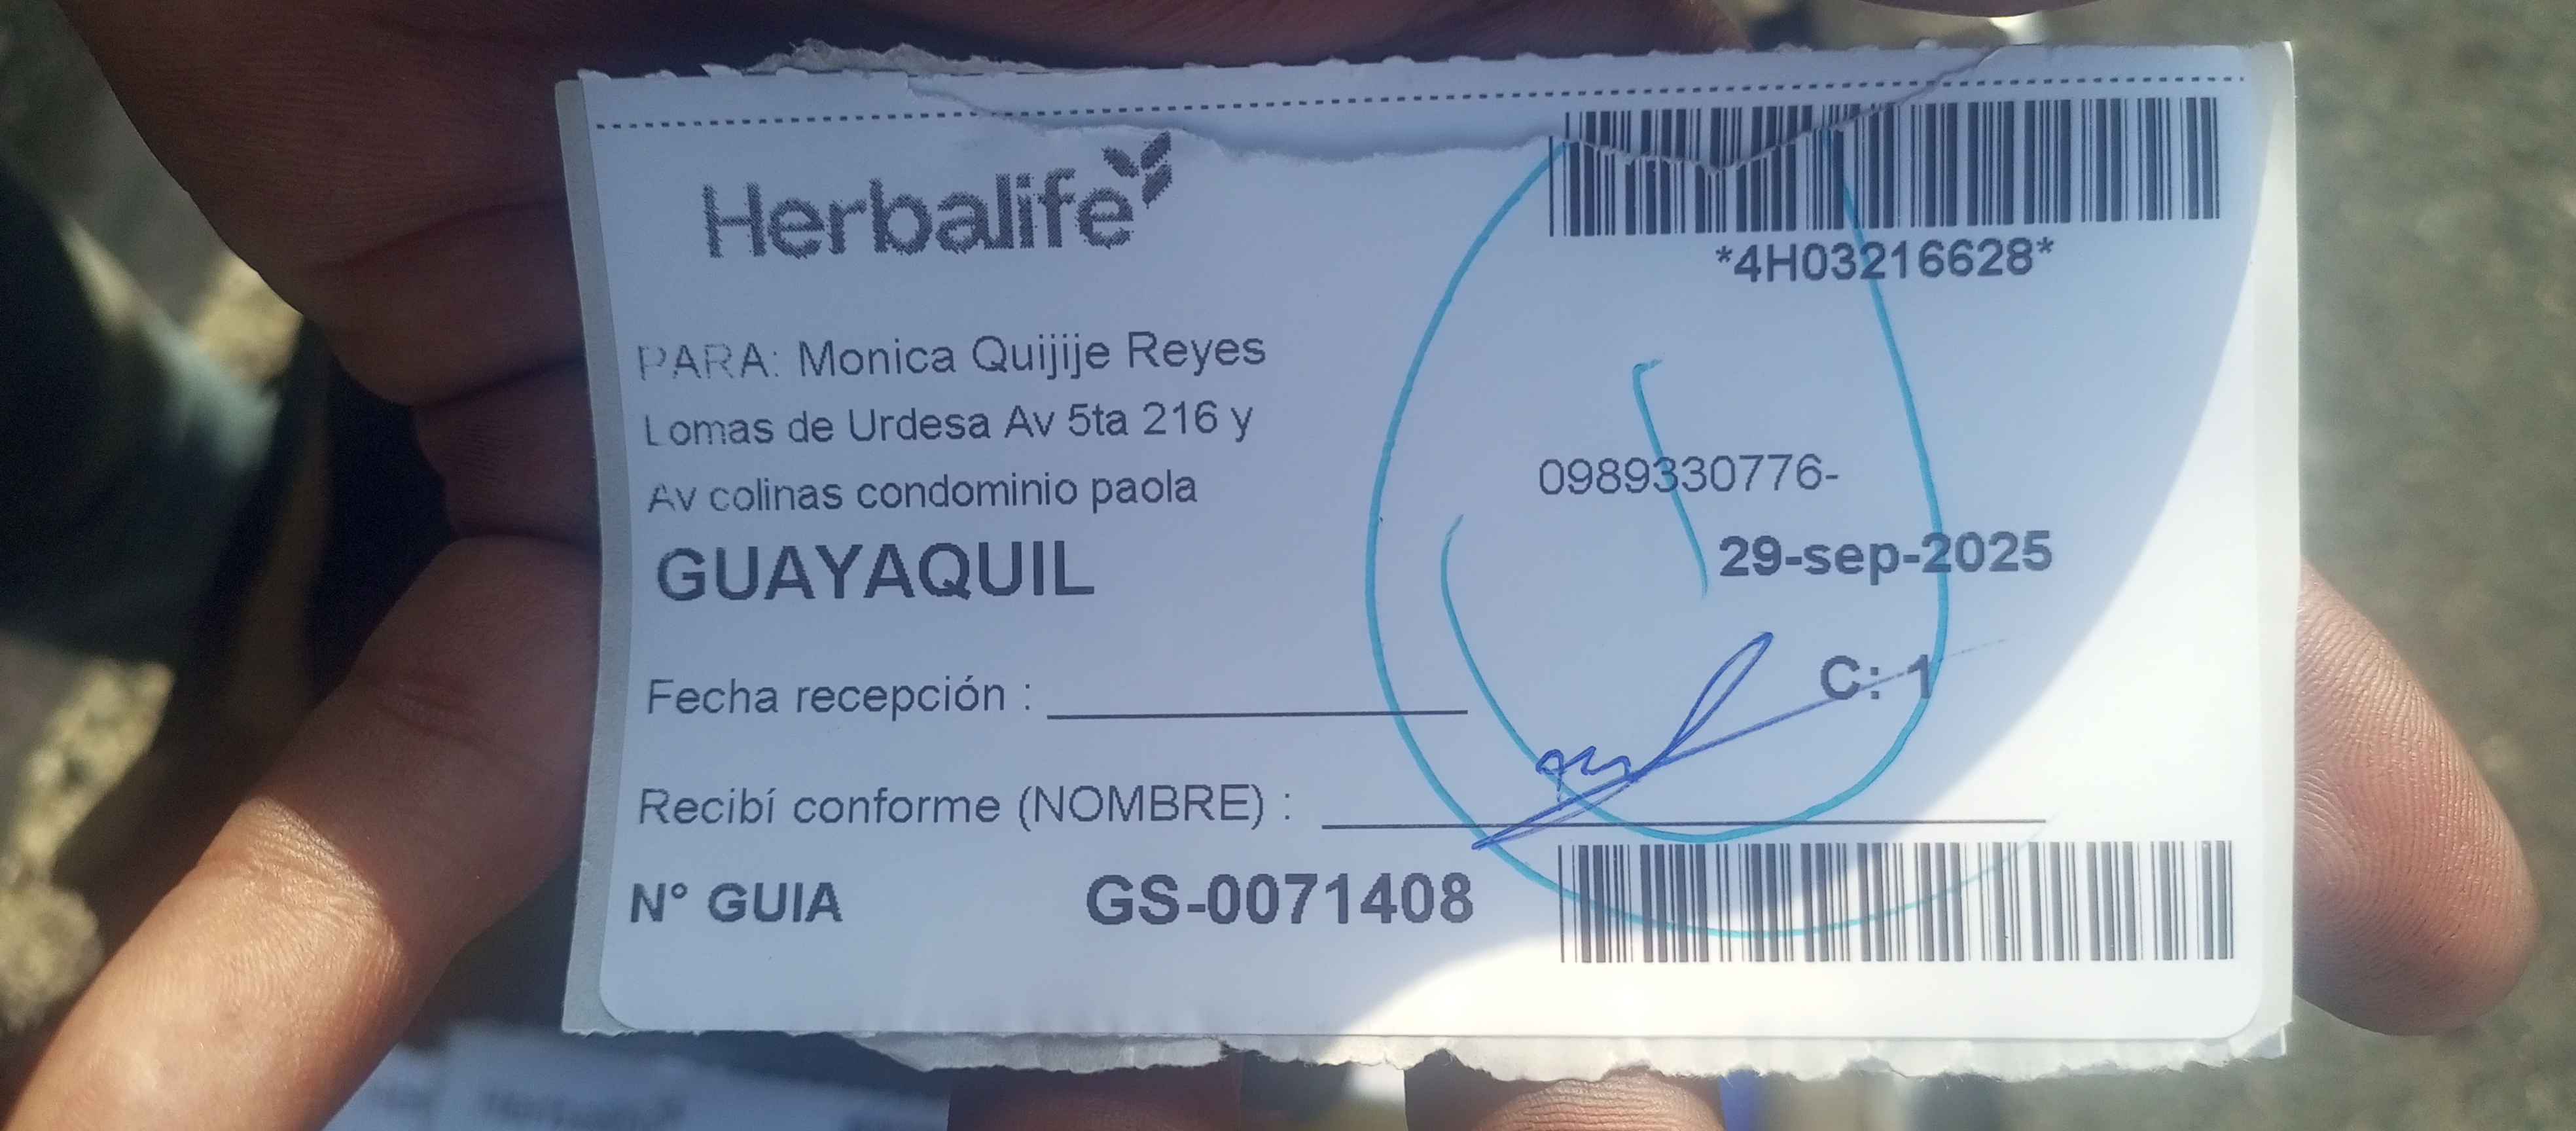 Herbalife
*4H03216628*
PARA: Monica Quijije Reyes
Lomas de Urdesa Av 5ta 216 y
Av colinas condominio paola
0989330776-
GUAYAQUIL
29-sep-2025
C: 1
Fecha recepción :
Recibí conforme (NOMBRE) :
N° GUIA GS-0071408